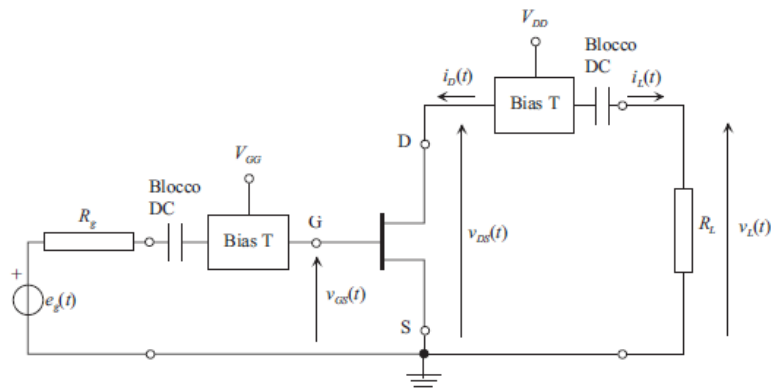 V_DD
Blocco
DC
i_D(t)
i_L(t)
Bias T
D
V_GG
Blocco
DC
R_g
G
Bias T
v_DS(t)
R_L
v_L(t)
+
e_g(t)
v_GS(t)
S